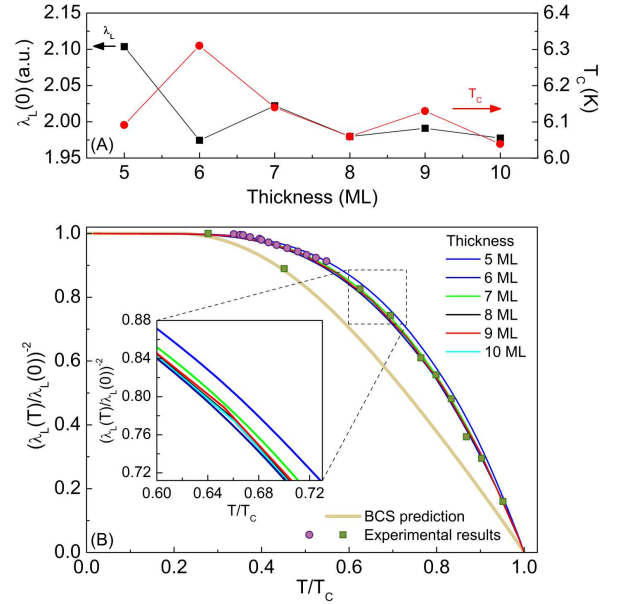 2.15
2.10
2.05
2.00
1.95
λL(0) (a.u.)
λL
(A)
TC
6.4
6.3
6.2
6.1
6.0
TC (K)
5 6 7 8 9 10
Thickness (ML)
1.0
0.8
0.6
0.4
0.2
0.0
(λL(T)/λL(0))-2
Thickness
5 ML
6 ML
7 ML
8 ML
9 ML
10 ML
0.88
0.84
0.80
0.76
0.72
(λL(T)/λL(0))-2
0.60 0.64 0.68 0.72
T/TC
BCS prediction
Experimental results
(B)
0.0 0.2 0.4 0.6 0.8 1.0
T/TC